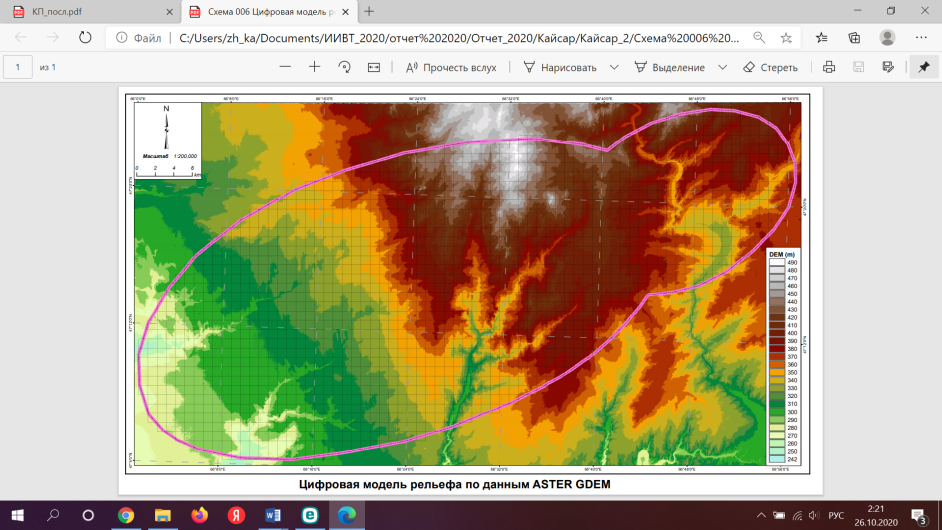 КП_посл.pdf
Схема 006 Цифровая модель р
Файл
C:/Users/zh_ka/Documents/ИИВТ_2020/отчет%202020/Отчет_2020/Кайсар/Кайсар_2/Схема%20006%20...
1 из 1
Прочесть вслух
Нарисовать
Выделение
Стереть
N
Масштаб 1:200,000
0 2 4 6
km
DEM (m)
490
480
470
460
450
440
430
420
410
400
390
380
370
360
350
340
330
320
310
300
290
280
270
260
250
242
Цифровая модель рельефа по данным ASTER GDEM
РУС
2:21
26.10.2020
3